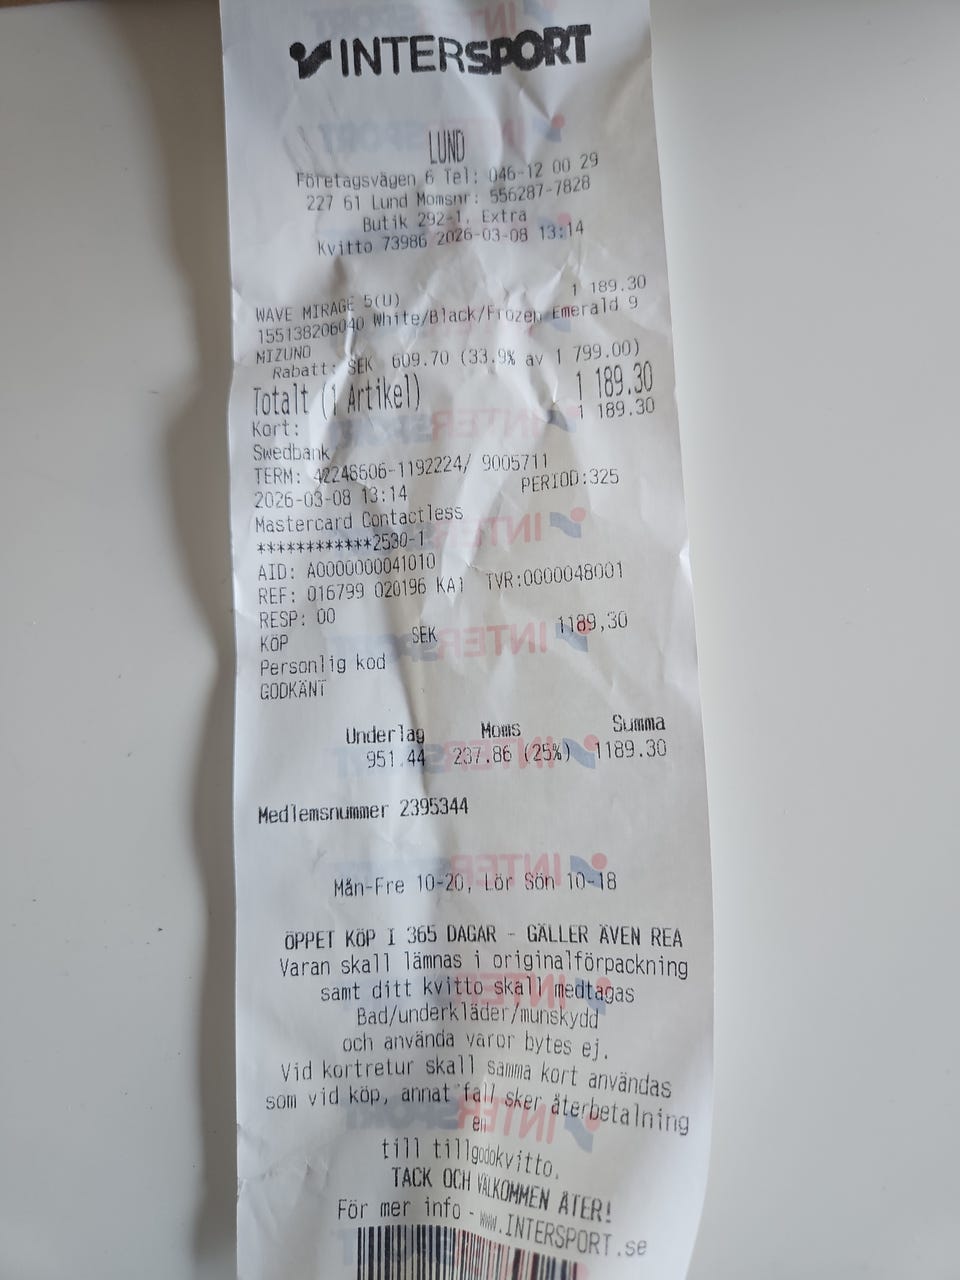 INTERSPORT
LUND
Företagsvägen 6 Tel: 046-12 00 29
227 61 Lund Momsnr: 556287-7828
Butik 292-1, Extra
Kvitto 73986 2026-03-08 13:14
WAVE MIRAGE 5(U) 1 189.30
155138206040 White/Black/Frozen Emerald 9
MIZUNO
Rabatt: SEK 609.70 (33.9% av 1 799.00)
Totalt (1 Artikel) 1 189.30
Kort: 1 189.30
Swedbank
TERM: 42248606-1192224/ 9005711
2026-03-08 13:14 PERIOD:325
Mastercard Contactless
************2530-1
AID: A0000000041010
REF: 016799 020196 KA1 TVR:0000048001
RESP: 00
KÖP SEK 1189,30
Personlig kod
GODKÄNT
Underlag Moms Summa
951.44 237.86 (25%) 1189.30
Medlemsnummer 2395344
Mån-Fre 10-20, Lör Sön 10-18
ÖPPET KÖP I 365 DAGAR - GÄLLER ÄVEN REA
Varan skall lämnas i originalförpackning
samt ditt kvitto skall medtagas
Bad/underkläder/munskydd
och använda varor bytes ej.
Vid kortretur skall samma kort användas
som vid köp, annat fall sker återbetalning
en
till tillgodokvitto.
TACK OCH VÄLKOMMEN ÅTER!
För mer info - www.INTERSPORT.se